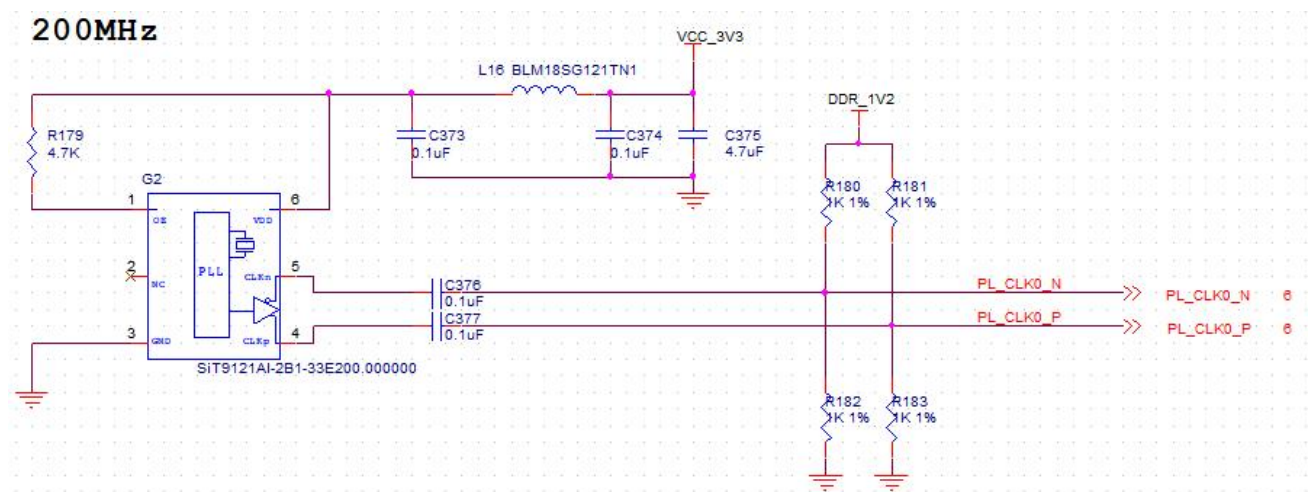 200MHz
VCC_3V3
L16 BLM18SG121TN1
DDR_1V2
R179
4.7K
C373
0.1uF
C374
0.1uF
C375
4.7uF
G2
R180
1K 1%
R181
1K 1%
1
6
OE
VDD
2
NC
PLL
CLKn
5
C376
0.1uF
PL_CLK0_N
PL_CLK0_N 6
3
GND
CLKp
4
C377
0.1uF
PL_CLK0_P
PL_CLK0_P 6
SiT9121AI-2B1-33E200.000000
R182
1K 1%
R183
1K 1%